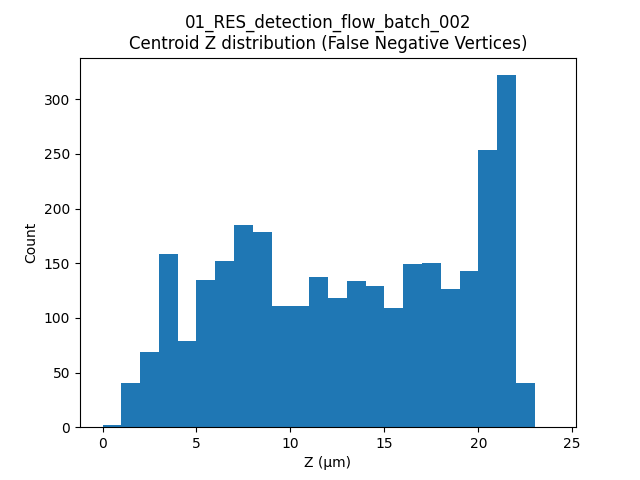 01_RES_detection_flow_batch_002
Centroid Z distribution (False Negative Vertices)
300
250
200
150
100
50
0
Count
0 5 10 15 20 25
Z (µm)